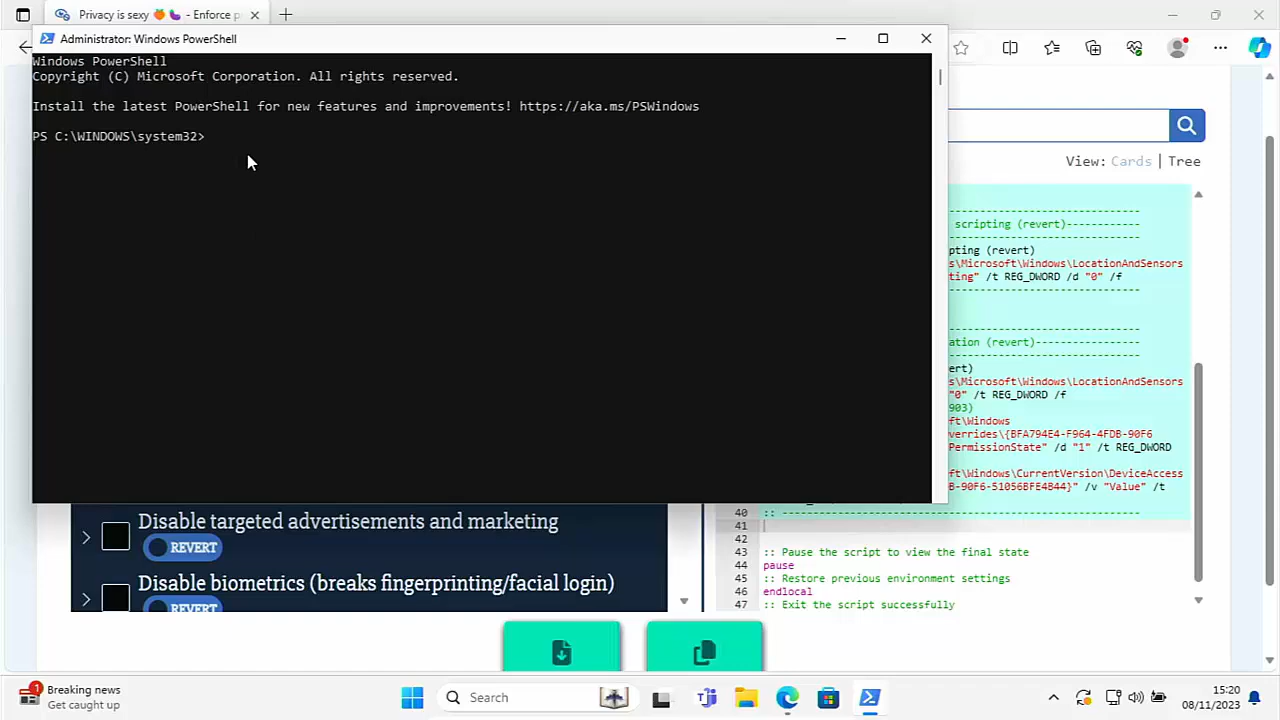 Privacy is sexy 🍑🍆 - Enforce p
Administrator: Windows PowerShell
Windows PowerShell
Copyright (C) Microsoft Corporation. All rights reserved.
Install the latest PowerShell for new features and improvements! https://aka.ms/PSWindows
PS C:\WINDOWS\system32>
View: Cards | Tree
---------------------------------
scripting (revert)------------
---------------------------------
pting (revert)
s\Microsoft\Windows\LocationAndSensors
ting" /t REG_DWORD /d "0" /f
---------------------------------
---------------------------------
ation (revert)-----------------
---------------------------------
ert)
s\Microsoft\Windows\LocationAndSensors
"0" /t REG_DWORD /f
903)
ft\Windows
verrides\{BFA794E4-F964-4FDB-90F6
PermissionState" /d "1" /t REG_DWORD
ft\Windows\CurrentVersion\DeviceAccess
B-90F6-51056BFE4B44}" /v "Value" /t
40 :: ----------------------------------------------------------
41
42
43 :: Pause the script to view the final state
44 pause
45 :: Restore previous environment settings
46 endlocal
47 :: Exit the script successfully
Disable targeted advertisements and marketing
REVERT
Disable biometrics (breaks fingerprinting/facial login)
REVERT
1
Breaking news
Get caught up
Search
15:20
08/11/2023